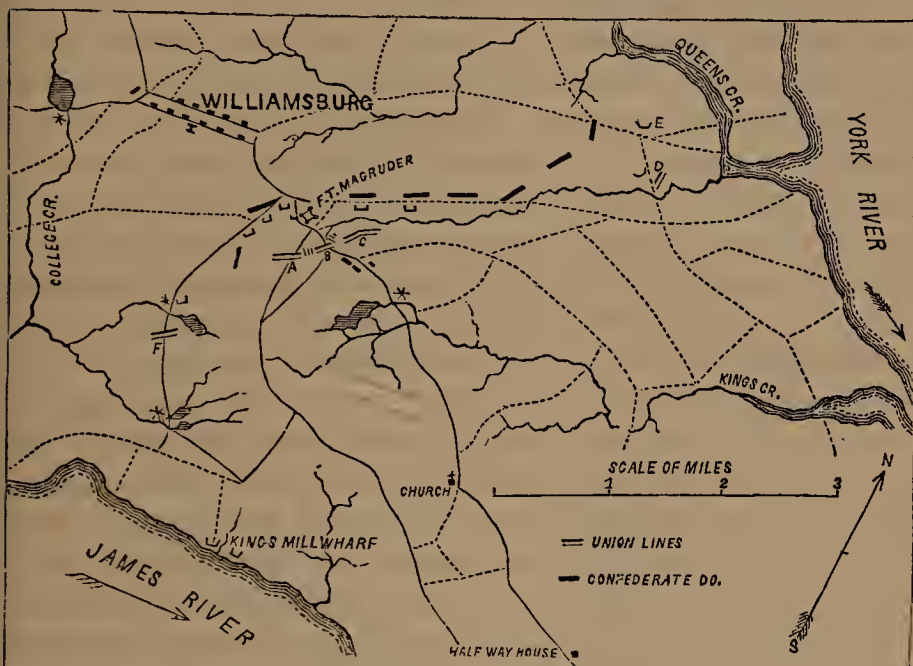 WILLIAMSBURG
QUEENS CR.
YORK RIVER
E
D
FT. MAGRUDER
COLLEGE CR.
A
B
C
F
KINGS CR.
SCALE OF MILES
1 2 3
N
S
CHURCH
UNION LINES
CONFEDERATE DO.
KINGS MILLWHARF
JAMES RIVER
HALF WAY HOUSE